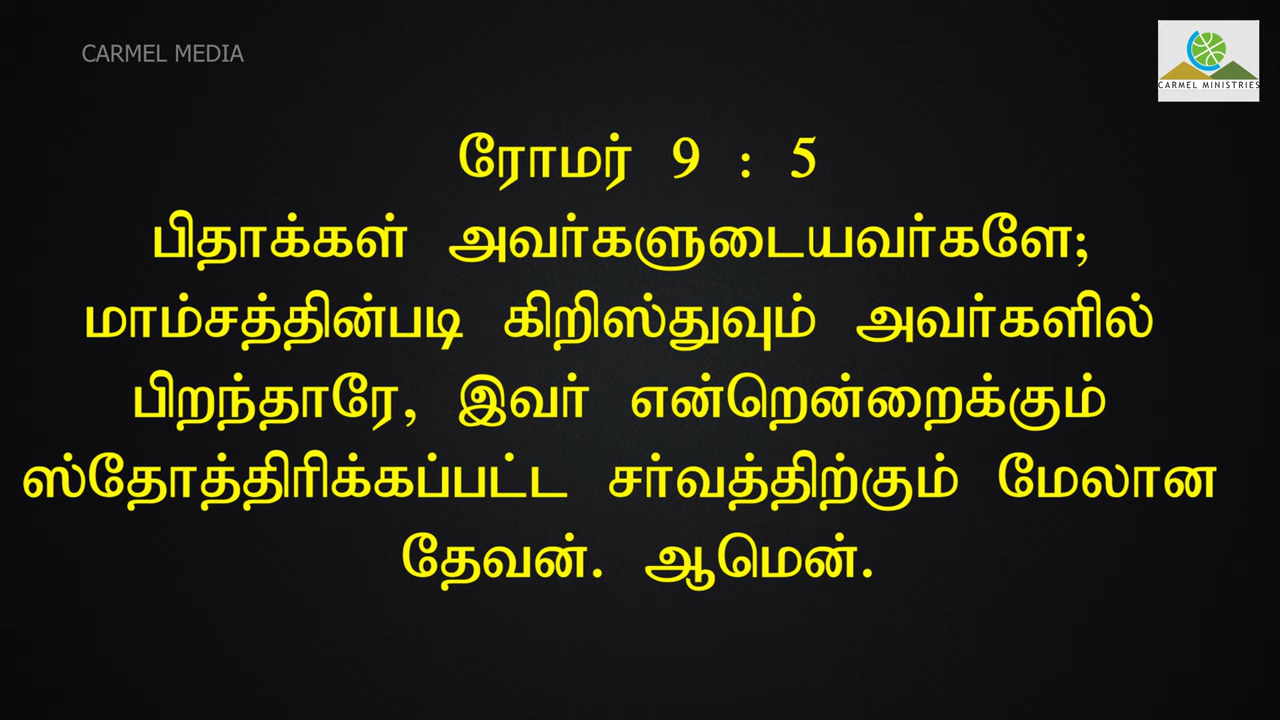 CARMEL MEDIA
CARMEL MINISTRIES
ரோமர் 9 : 5
பிதாக்கள் அவர்களுடையவர்களே;
மாம்சத்தின்படி கிறிஸ்துவும் அவர்களில்
பிறந்தாரே, இவர் என்றென்றைக்கும்
ஸ்தோத்திரிக்கப்பட்ட சர்வத்திற்கும் மேலான
தேவன். ஆமென்.